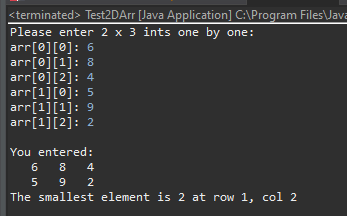 <terminated> Test2DArr [Java Application] C:\Program Files\Java
Please enter 2 x 3 ints one by one:
arr[0][0]: 6
arr[0][1]: 8
arr[0][2]: 4
arr[1][0]: 5
arr[1][1]: 9
arr[1][2]: 2
You entered:
6 8 4
5 9 2
The smallest element is 2 at row 1, col 2